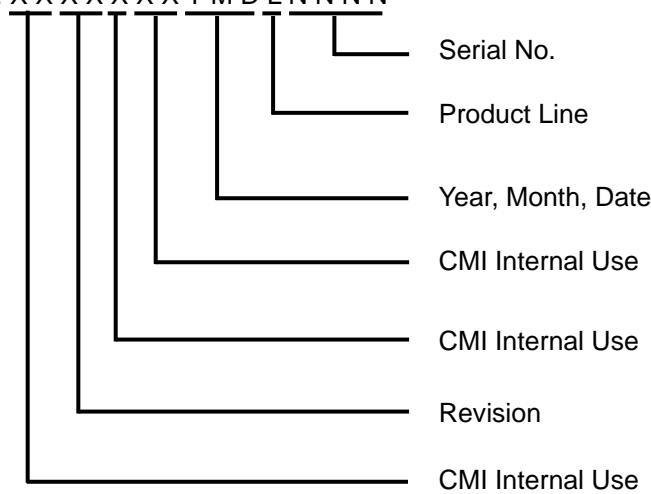 X X X X X X X Y M D L N N N N
Serial No.
Product Line
Year, Month, Date
CMI Internal Use
CMI Internal Use
Revision
CMI Internal Use